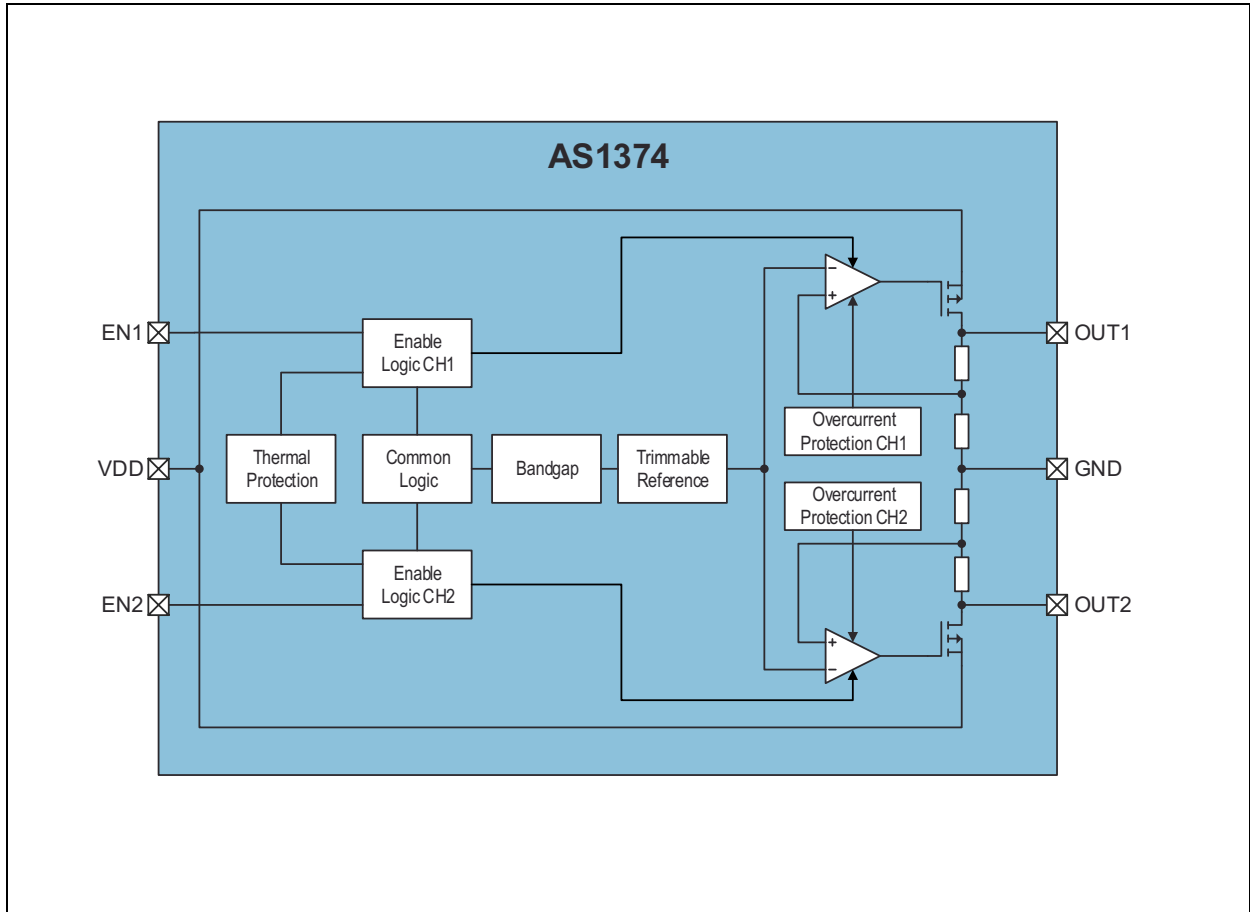 AS1374
EN1
VDD
EN2
Enable
Logic CH1
Thermal
Protection
Common
Logic
Bandgap
Trimmable
Reference
Enable
Logic CH2
−
+
Overcurrent
Protection CH1
Overcurrent
Protection CH2
+
−
OUT1
GND
OUT2